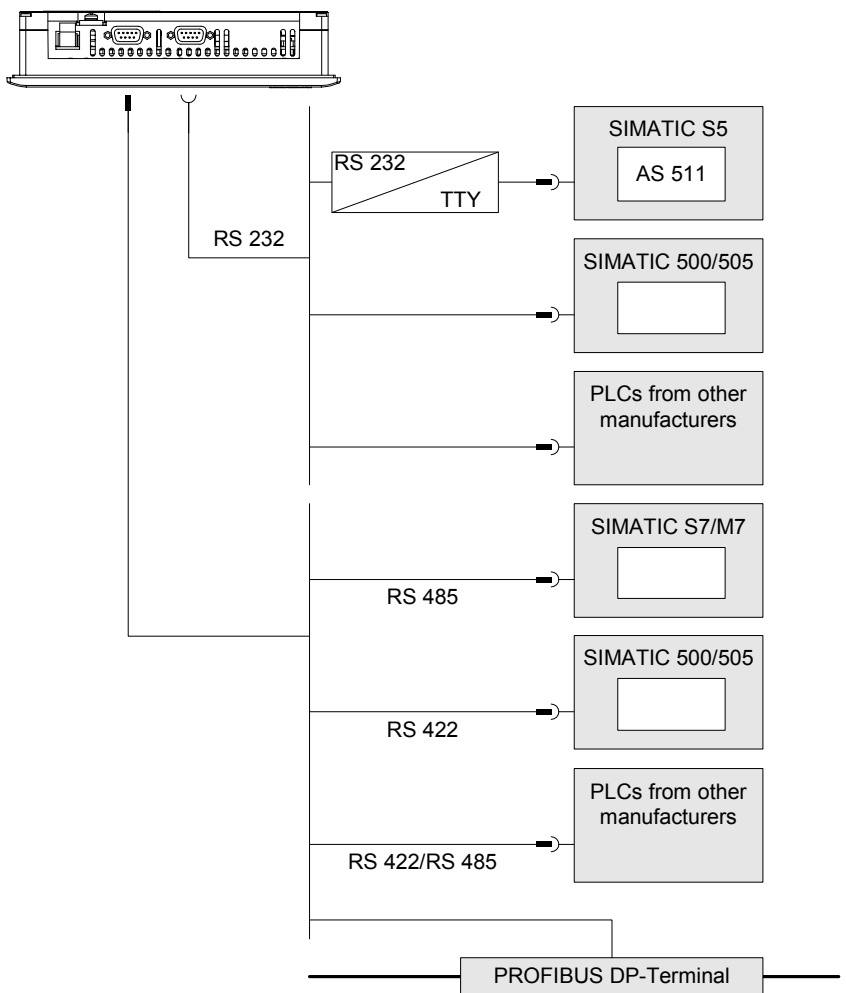 SIMATIC S5
RS 232
AS 511
TTY
RS 232
SIMATIC 500/505
PLCs from other
manufacturers
SIMATIC S7/M7
RS 485
SIMATIC 500/505
RS 422
PLCs from other
manufacturers
RS 422/RS 485
PROFIBUS DP-Terminal